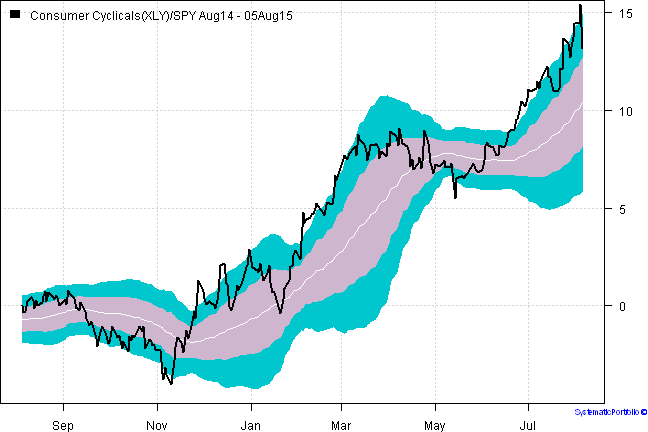 Consumer Cyclicals(XLY)/SPY Aug14 - 05Aug15
15
10
5
0
Sep Nov Jan Mar May Jul
SystematicPortfolio ©